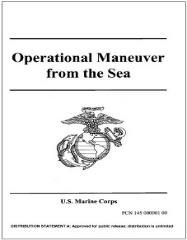 Operational Maneuver
from the Sea
U.S. Marine Corps
PCN 145 000001 00
DISTRIBUTION STATEMENT A: Approved for public release; distribution is unlimited